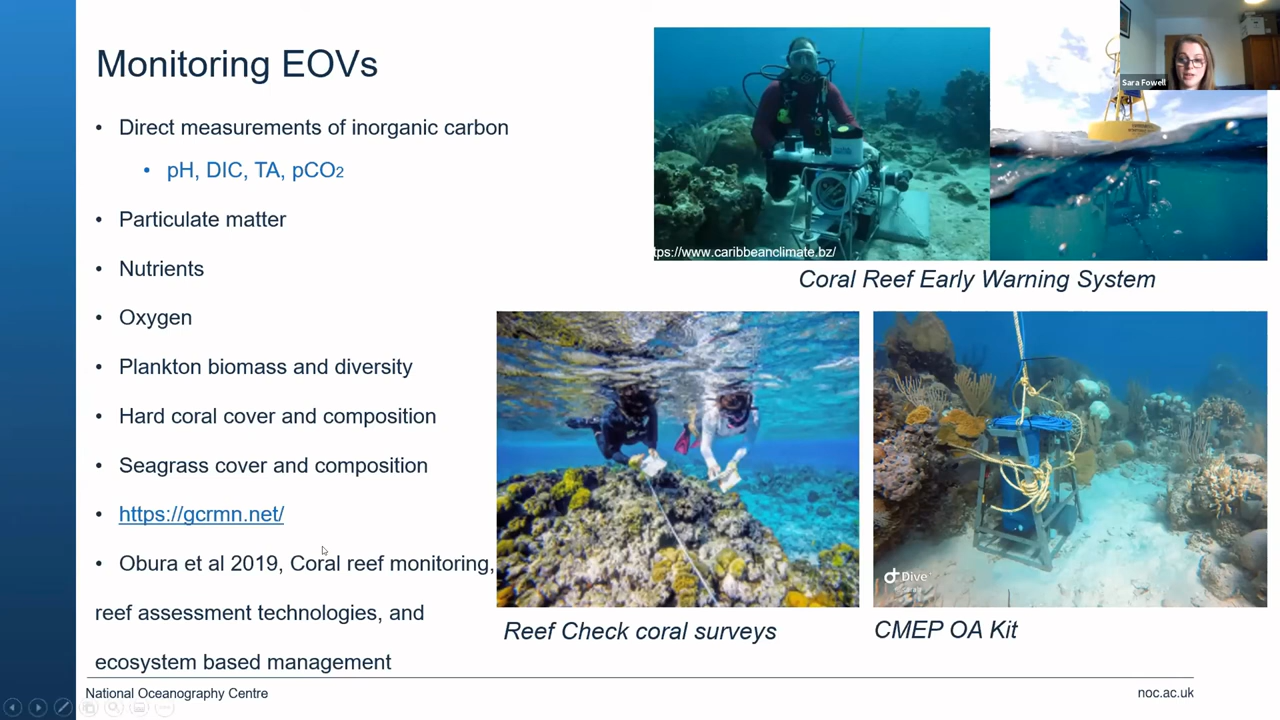 Monitoring EOVs
• Direct measurements of inorganic carbon
• pH, DIC, TA, pCO2
• Particulate matter
• Nutrients
• Oxygen
• Plankton biomass and diversity
• Hard coral cover and composition
• Seagrass cover and composition
• https://gcrmn.net/
• Obura et al 2019, Coral reef monitoring,
reef assessment technologies, and
ecosystem based management
tps://www.caribbeanclimate.bz/
Sara Fowell
Coral Reef Early Warning System
Reef Check coral surveys
Dive+
CMEP OA Kit
National Oceanography Centre
noc.ac.uk